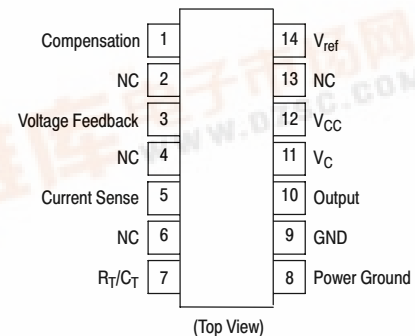 Compensation 1 14 Vref
NC 2 13 NC
Voltage Feedback 3 12 VCC
NC 4 11 VC
Current Sense 5 10 Output
NC 6 9 GND
RT/CT 7 8 Power Ground
(Top View)